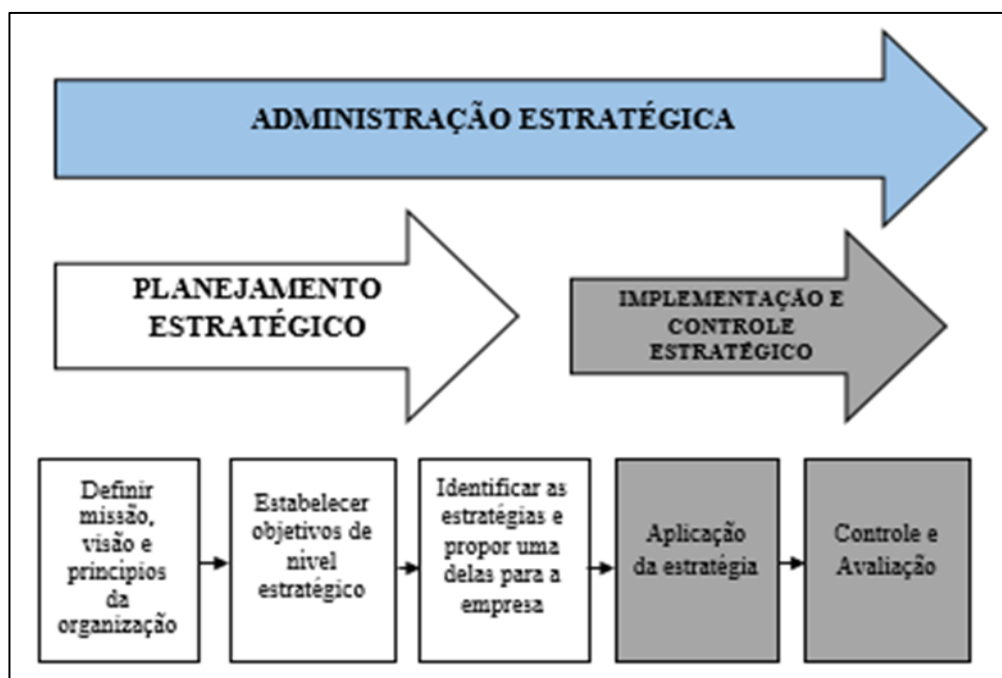 ADMINISTRAÇÃO ESTRATÉGICA
PLANEJAMENTO
ESTRATÉGICO
IMPLEMENTAÇÃO E
CONTROLE
ESTRATÉGICO
Definir
missão,
visão e
princípios
da
organização
Estabelecer
objetivos de
nível
estratégico
Identificar as
estratégias e
propor uma
delas para a
empresa
Aplicação
da estratégia
Controle e
Avaliação